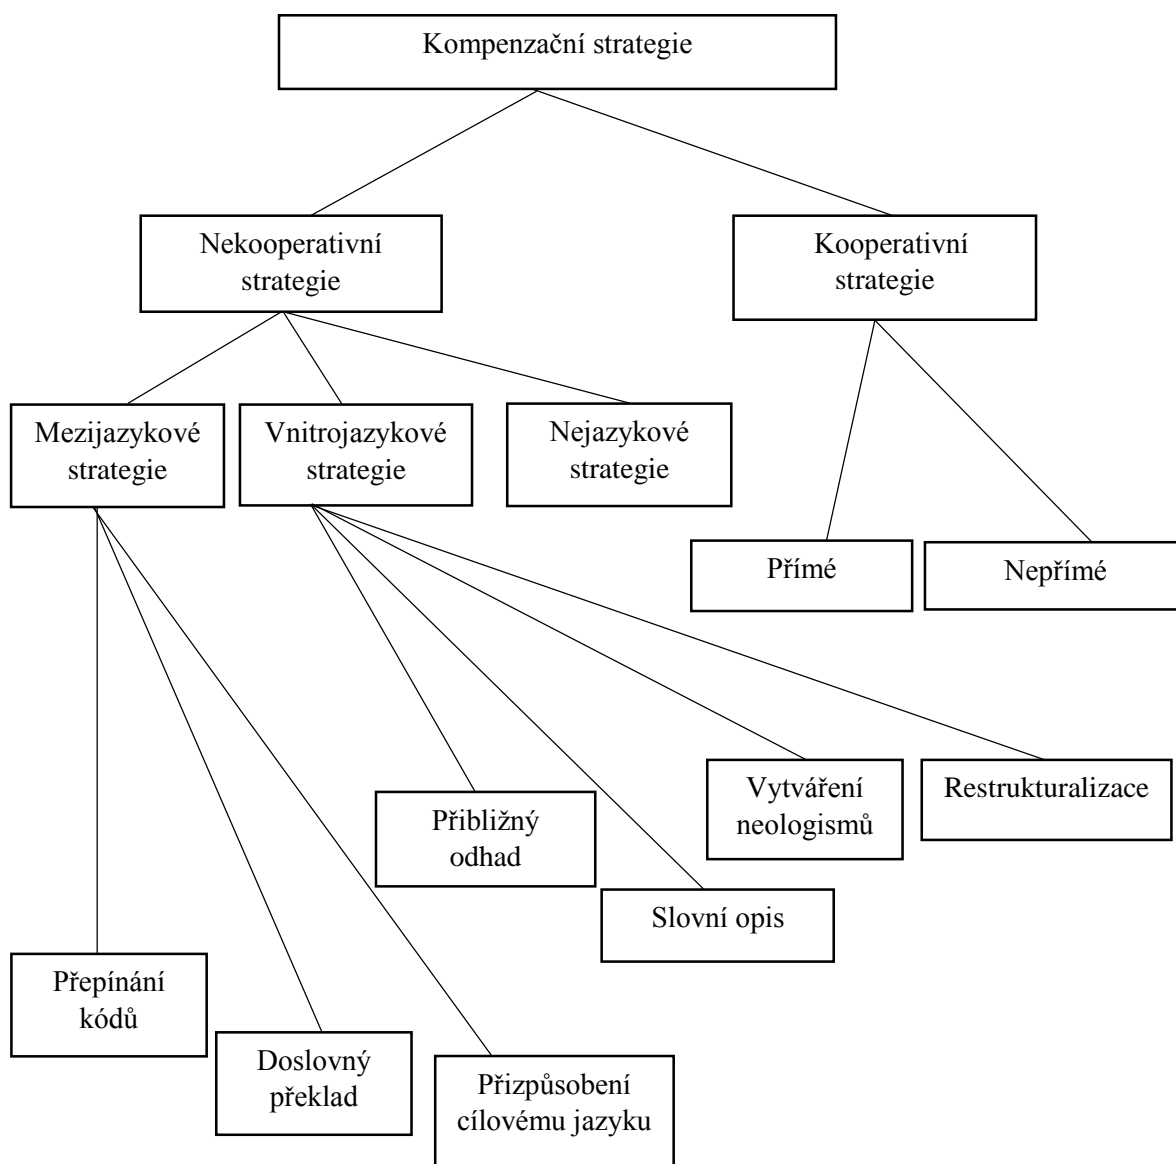 Kompenzační strategie
Nekooperativní
strategie
Kooperativní
strategie
Mezijazykové
strategie
Vnitrojazykové
strategie
Nejazykové
strategie
Přímé
Nepřímé
Přibližný
odhad
Vytváření
neologismů
Restrukturalizace
Slovní opis
Přepínání
kódů
Doslovný
překlad
Přizpůsobení
cílovému jazyku